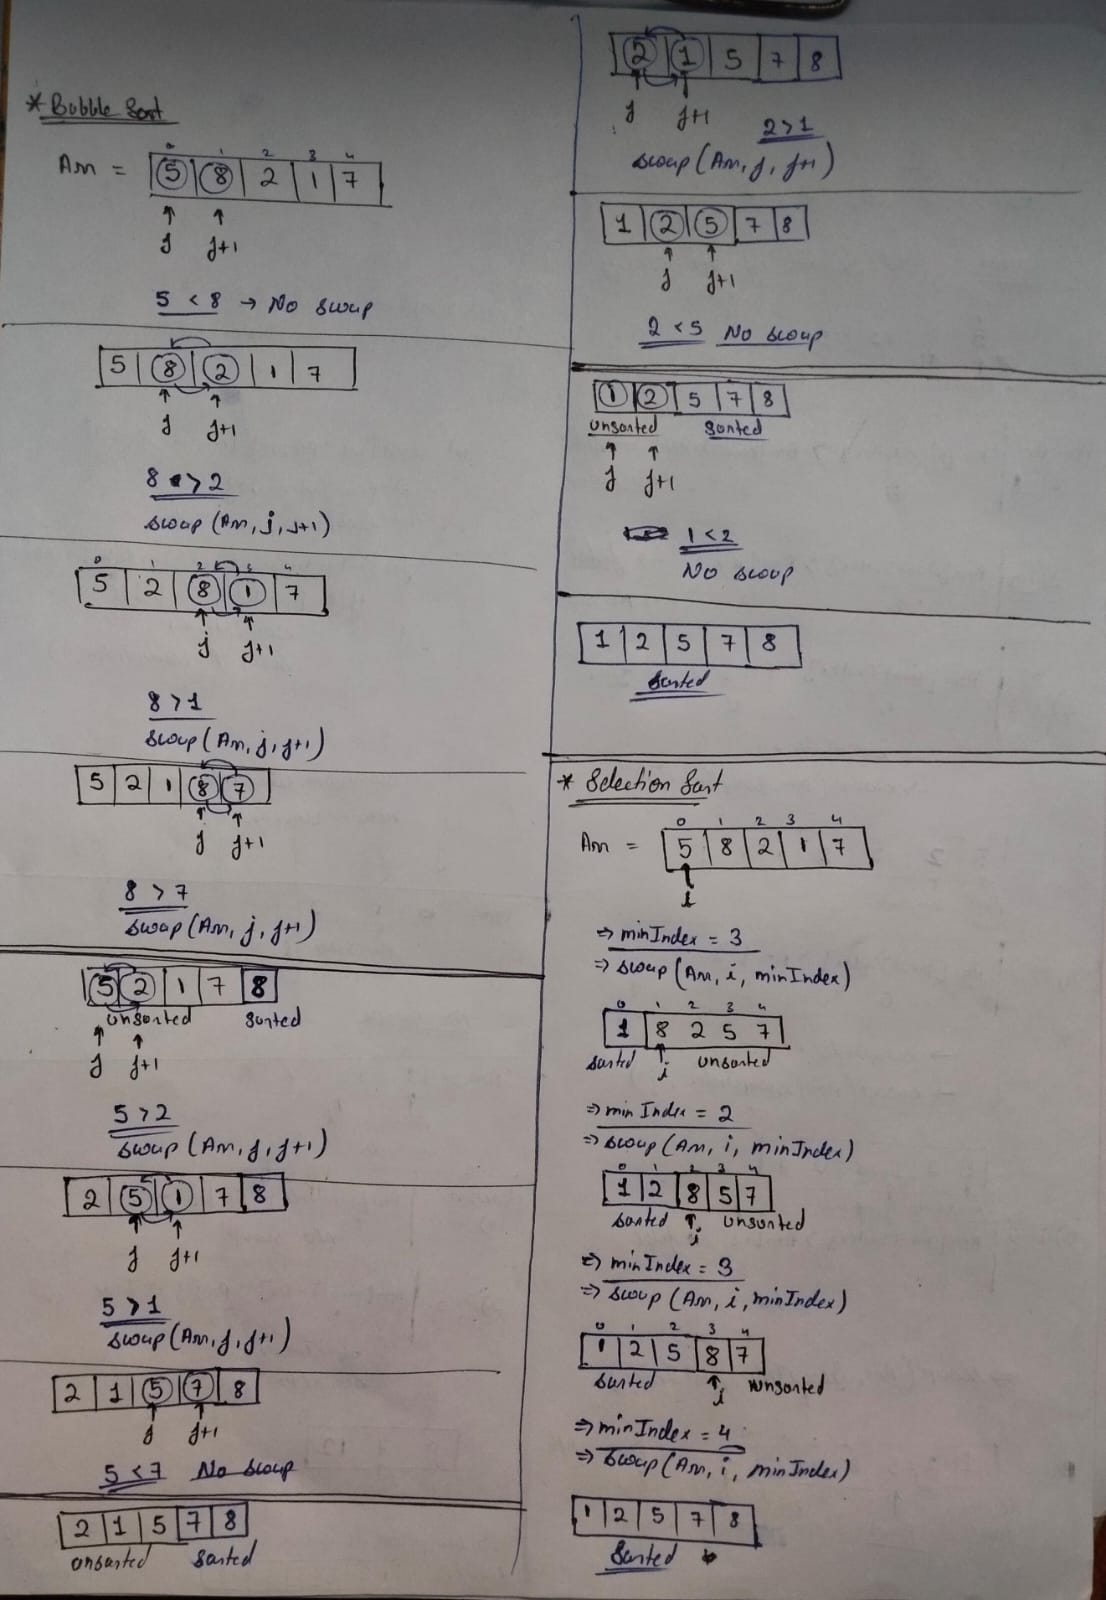 * Bubble Sort
0 1 2 3 4
Arr = 5 8 2 1 7
j j+1
5 < 8 → No swap
5 8 2 1 7
j j+1
8 > 2
swap (Arr, j, j+1)
0 1 2 3 4
5 2 8 1 7
j j+1
8 > 1
swap (Arr, j, j+1)
5 2 1 8 7
j j+1
8 > 7
swap (Arr, j, j+1)
5 2 1 7 8
unsorted sorted
j j+1
5 > 2
swap (Arr, j, j+1)
2 5 1 7 8
j j+1
5 > 1
swap (Arr, j, j+1)
2 1 5 7 8
j j+1
5 < 7 No swap
2 1 5 7 8
unsorted sorted
2 1 5 7 8
j j+1
2 > 1
swap (Arr, j, j+1)
1 2 5 7 8
j j+1
2 < 5 No swap
1 2 5 7 8
unsorted sorted
j j+1
1 < 2
No swap
1 2 5 7 8
sorted
* Selection Sort
0 1 2 3 4
Arr = 5 8 2 1 7
i
⇒ minIndex = 3
⇒ swap (Arr, i, minIndex)
0 1 2 3 4
1 8 2 5 7
sorted i unsorted
⇒ minIndex = 2
⇒ swap (Arr, i, minIndex)
0 1 2 3 4
1 2 8 5 7
sorted i unsorted
⇒ minIndex = 3
⇒ swap (Arr, i, minIndex)
0 1 2 3 4
1 2 5 8 7
sorted i unsorted
⇒ minIndex = 4
⇒ swap (Arr, i, minIndex)
1 2 5 7 8
Sorted